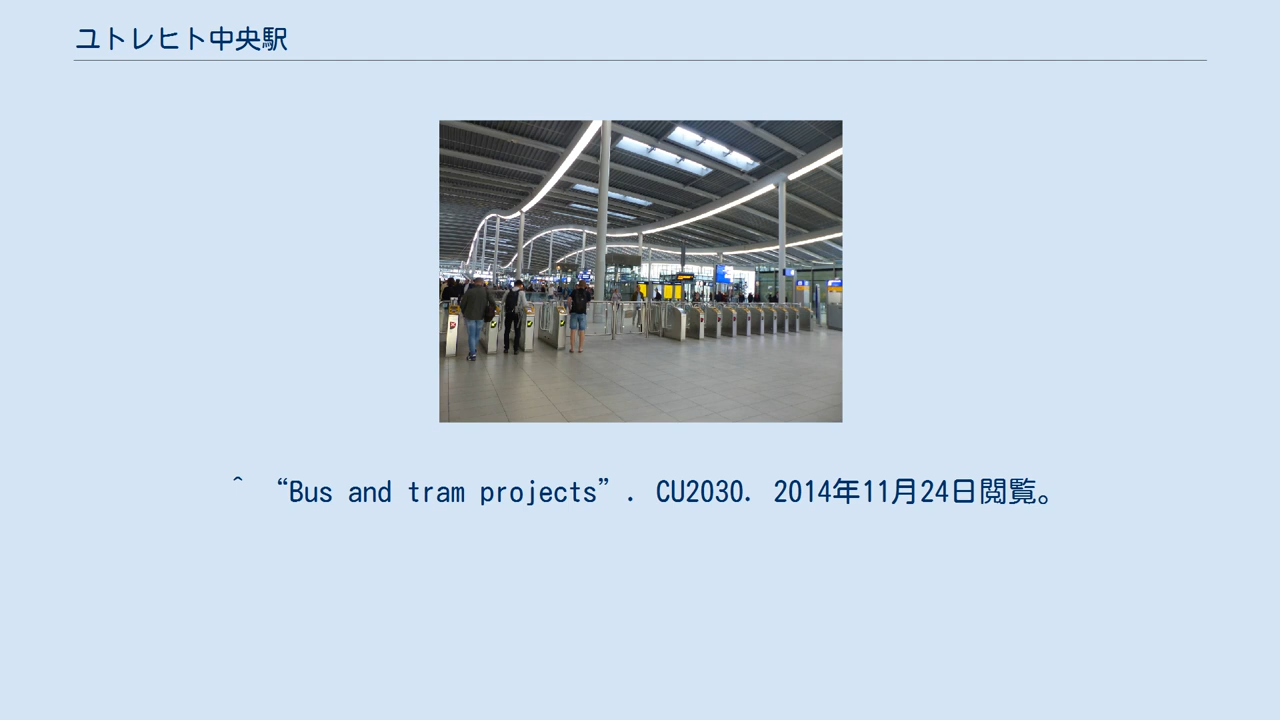 ユトレヒト中央駅
^ “Bus and tram projects”. CU2030. 2014年11月24日閲覧。